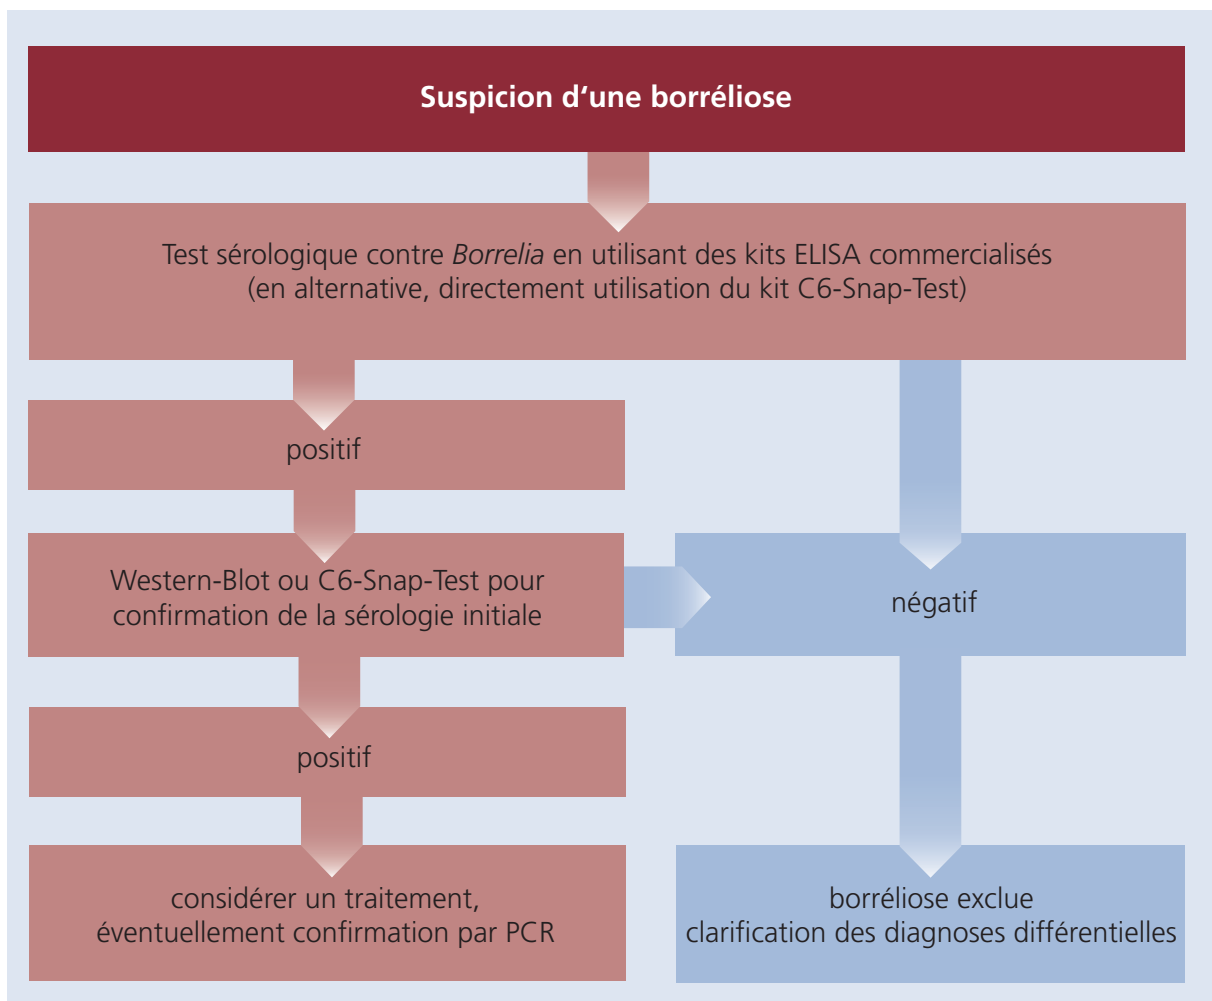 Suspicion d‘une borréliose
Test sérologique contre Borrelia en utilisant des kits ELISA commercialisés
(en alternative, directement utilisation du kit C6-Snap-Test)
positif
Western-Blot ou C6-Snap-Test pour
confirmation de la sérologie initiale
négatif
positif
considérer un traitement,
éventuellement confirmation par PCR
borréliose exclue
clarification des diagnoses différentielles